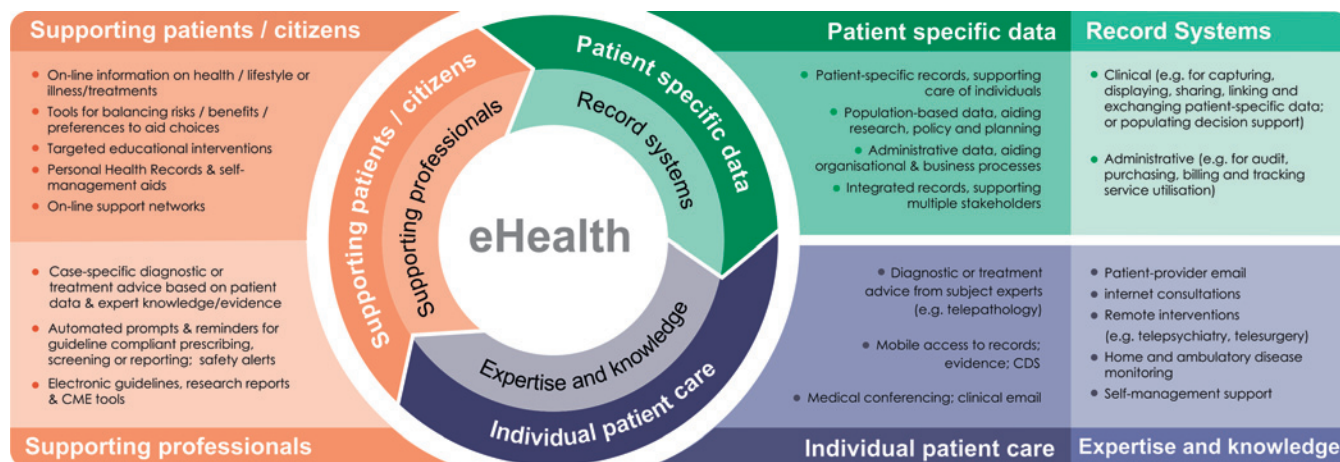 Supporting patients / citizens
On-line information on health / lifestyle or
illness/treatments
Tools for balancing risks / benefits /
preferences to aid choices
Targeted educational interventions
Personal Health Records & self-
management aids
On-line support networks
Case-specific diagnostic or
treatment advice based on patient
data & expert knowledge/evidence
Automated prompts & reminders for
guideline compliant prescribing,
screening or reporting; safety alerts
Electronic guidelines, research reports
& CME tools
Supporting professionals
Supporting patients / citizens
Supporting professionals
Patient specific data
Record systems
eHealth
Expertise and knowledge
Individual patient care
Patient specific data
Patient-specific records, supporting
care of individuals
Population-based data, aiding
research, policy and planning
Administrative data, aiding
organisational & business processes
Integrated records, supporting
multiple stakeholders
Record Systems
Clinical (e.g. for capturing,
displaying, sharing, linking and
exchanging patient-specific data;
or populating decision support)
Administrative (e.g. for audit,
purchasing, billing and tracking
service utilisation)
Diagnostic or treatment
advice from subject experts
(e.g. telepathology)
Mobile access to records;
evidence; CDS
Medical conferencing; clinical email
Individual patient care
Patient-provider email
internet consultations
Remote interventions
(e.g. telepsychiatry, telesurgery)
Home and ambulatory disease
monitoring
Self-management support
Expertise and knowledge